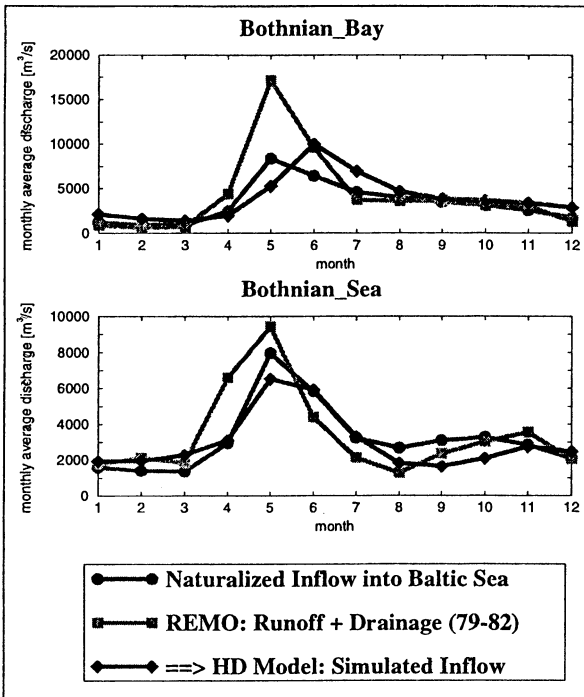 Bothnian_Bay
monthly average discharge [m³/s]
20000
15000
10000
5000
0
1 2 3 4 5 6 7 8 9 10 11 12
month
Bothnian_Sea
monthly average discharge [m³/s]
10000
8000
6000
4000
2000
0
1 2 3 4 5 6 7 8 9 10 11 12
month
Naturalized Inflow into Baltic Sea
REMO: Runoff + Drainage (79-82)
==> HD Model: Simulated Inflow